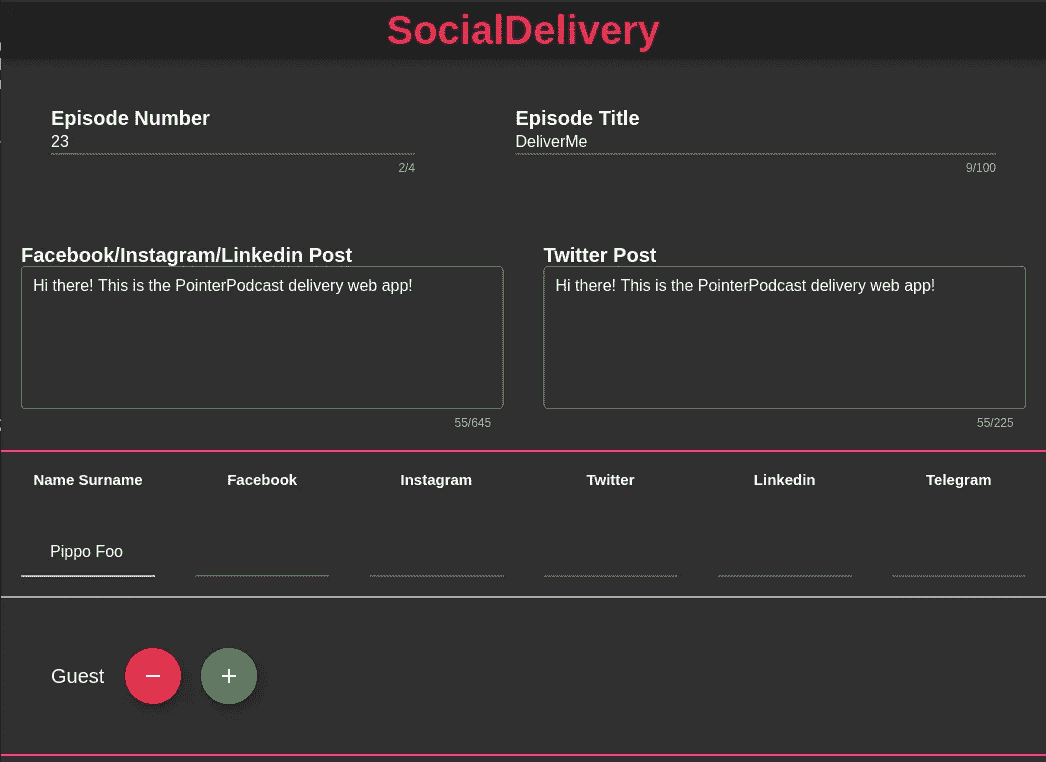 SocialDelivery
Episode Number
Episode Title
23
DeliverMe
2/4
9/100
Facebook/Instagram/Linkedin Post
Twitter Post
Hi there! This is the PointerPodcast delivery web app!
Hi there! This is the PointerPodcast delivery web app!
55/645
55/225
Name Surname
Facebook
Instagram
Twitter
Linkedin
Telegram
Pippo Foo
Guest